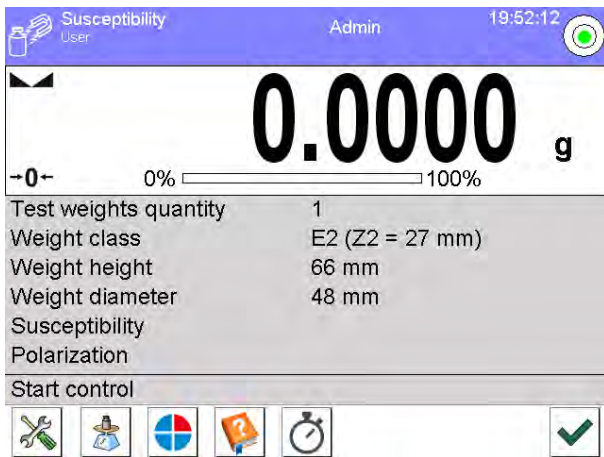 Susceptibility
User
Admin
19:52:12
0.0000 g
→0← 0% 100%
Test weights quantity 1
Weight class E2 (Z2 = 27 mm)
Weight height 66 mm
Weight diameter 48 mm
Susceptibility
Polarization
Start control